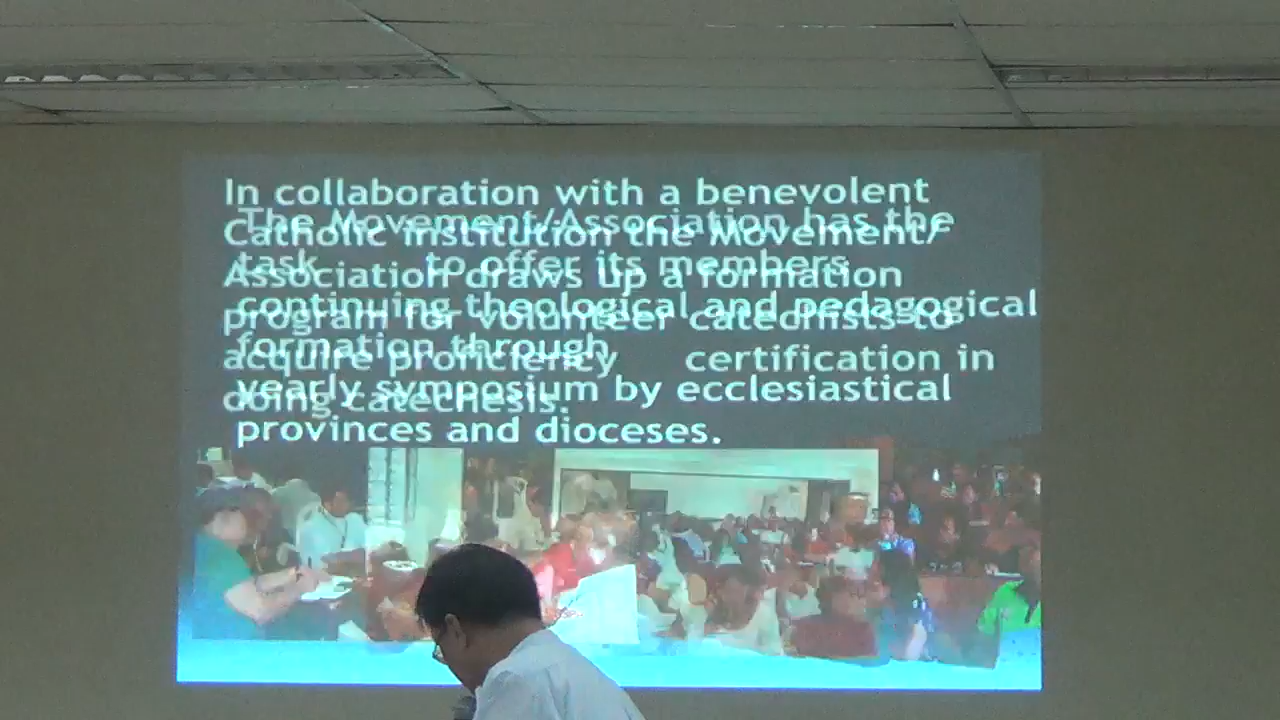 In collaboration with a benevolent
Catholic institution the Movement/
Association draws up a formation
program for volunteer catechists to
acquire proficiency certification in
doing catechesis.
The Movement/Association has the
task to offer its members
continuing theological and pedagogical
formation through
yearly symposium by ecclesiastical
provinces and dioceses.